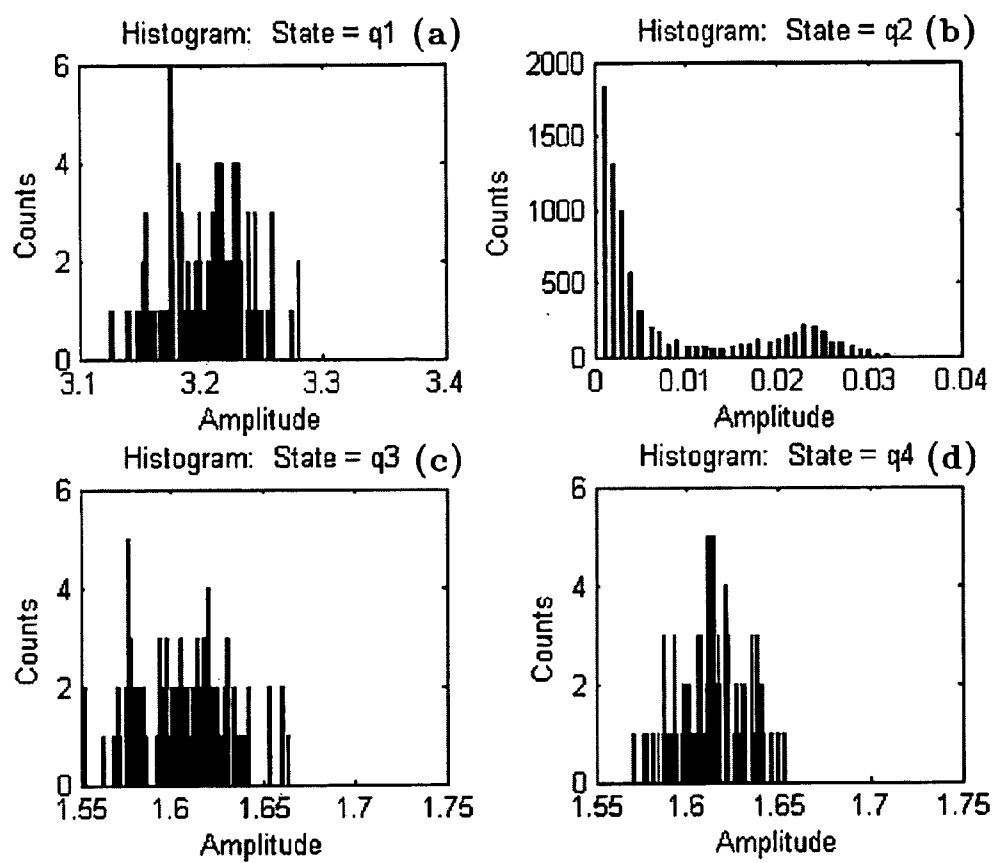 Histogram: State = q1 (a)
6
4
2
0
Counts
3.1 3.2 3.3 3.4
Amplitude
Histogram: State = q2 (b)
2000
1500
1000
500
0
Counts
0 0.01 0.02 0.03 0.04
Amplitude
Histogram: State = q3 (c)
6
4
2
0
Counts
1.55 1.6 1.65 1.7 1.75
Amplitude
Histogram: State = q4 (d)
6
4
2
0
Counts
1.55 1.6 1.65 1.7 1.75
Amplitude